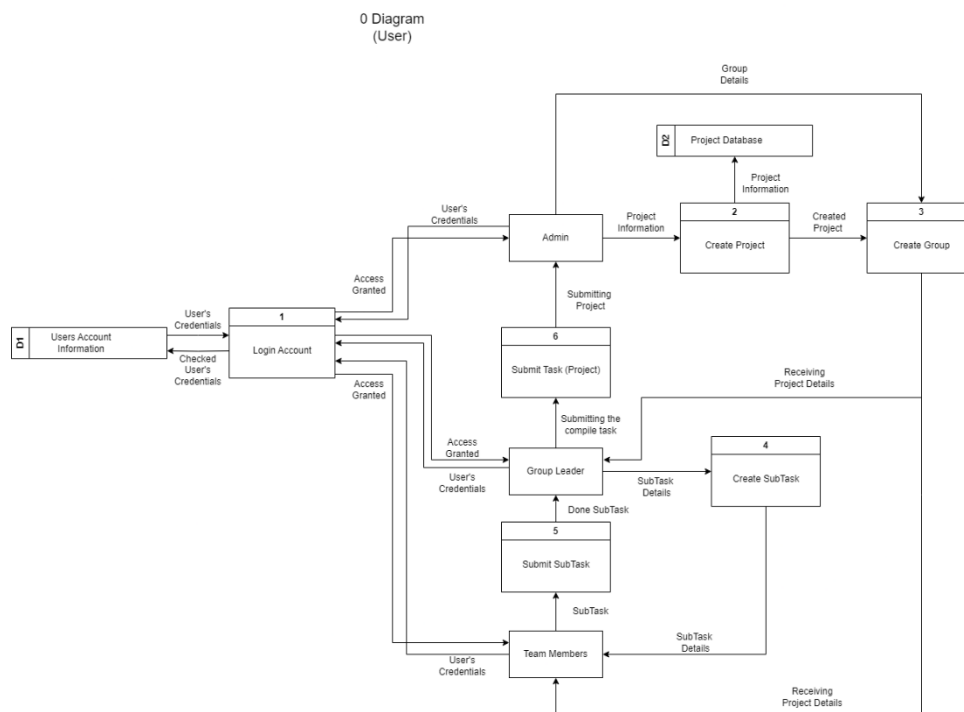 0 Diagram
(User)
Group
Details
D2
Project Database
Project
Information
User's
Credentials
Admin
Project
Information
2
Create Project
Created
Project
3
Create Group
Access
Granted
Submitting
Project
D1
Users Account
Information
User's
Credentials
Checked
User's
Credentials
1
Login Account
Access
Granted
6
Submit Task (Project)
Receiving
Project Details
Submitting the
compile task
Access
Granted
User's
Credentials
Group Leader
SubTask
Details
4
Create SubTask
Done SubTask
5
Submit SubTask
SubTask
Team Members
User's
Credentials
SubTask
Details
Receiving
Project Details